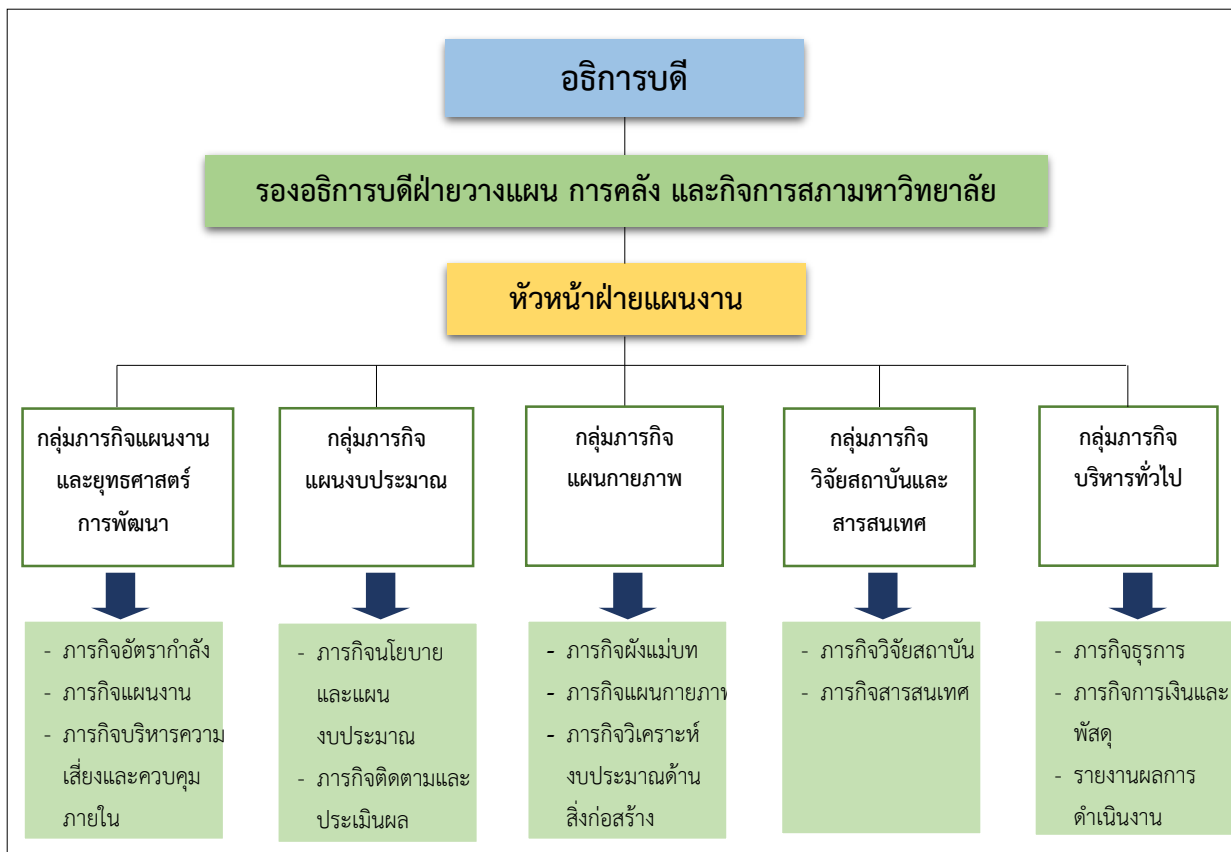 อธิการบดี
รองอธิการบดีฝ่ายวางแผน การคลัง และกิจการสภามหาวิทยาลัย
หัวหน้าฝ่ายแผนงาน
กลุ่มภารกิจแผนงาน
และยุทธศาสตร์
การพัฒนา
กลุ่มภารกิจ
แผนงบประมาณ
กลุ่มภารกิจ
แผนกายภาพ
กลุ่มภารกิจ
วิจัยสถาบันและ
สารสนเทศ
กลุ่มภารกิจ
บริหารทั่วไป
- ภารกิจอัตรากำลัง
- ภารกิจแผนงาน
- ภารกิจบริหารความ
เสี่ยงและควบคุม
ภายใน
- ภารกิจนโยบาย
และแผน
งบประมาณ
- ภารกิจติดตามและ
ประเมินผล
- ภารกิจผังแม่บท
- ภารกิจแผนกายภาพ
- ภารกิจวิเคราะห์
งบประมาณด้าน
สิ่งก่อสร้าง
- ภารกิจวิจัยสถาบัน
- ภารกิจสารสนเทศ
- ภารกิจธุรการ
- ภารกิจการเงินและ
พัสดุ
- รายงานผลการ
ดำเนินงาน